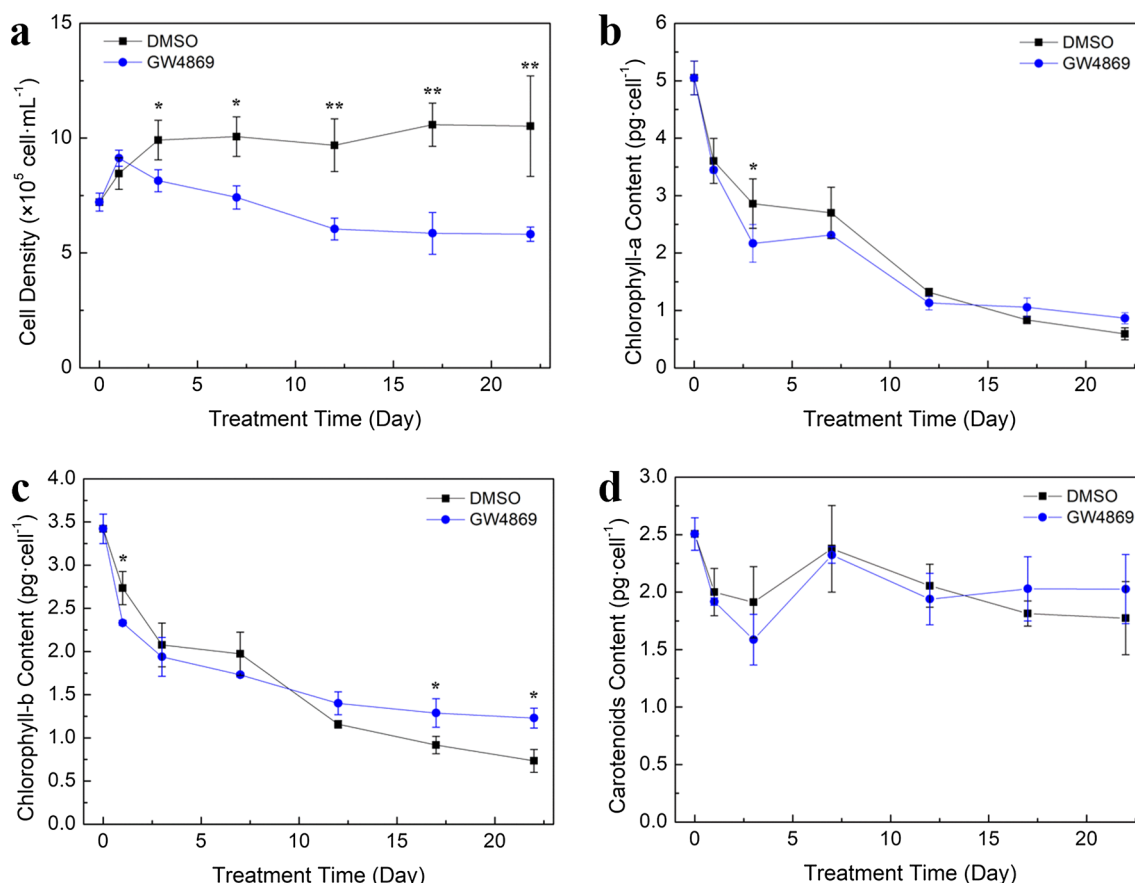 a
DMSO
GW4869
*
*
**
**
**
15
10
5
0
Cell Density (×10⁵ cell·mL⁻¹)
0 5 10 15 20
Treatment Time (Day)
b
DMSO
GW4869
*
6
5
4
3
2
1
0
Chlorophyll-a Content (pg·cell⁻¹)
0 5 10 15 20
Treatment Time (Day)
c
DMSO
GW4869
*
*
*
4.0
3.5
3.0
2.5
2.0
1.5
1.0
0.5
0.0
Chlorophyll-b Content (pg·cell⁻¹)
0 5 10 15 20
Treatment Time (Day)
d
DMSO
GW4869
3.0
2.5
2.0
1.5
1.0
0.5
0.0
Carotenoids Content (pg·cell⁻¹)
0 5 10 15 20
Treatment Time (Day)